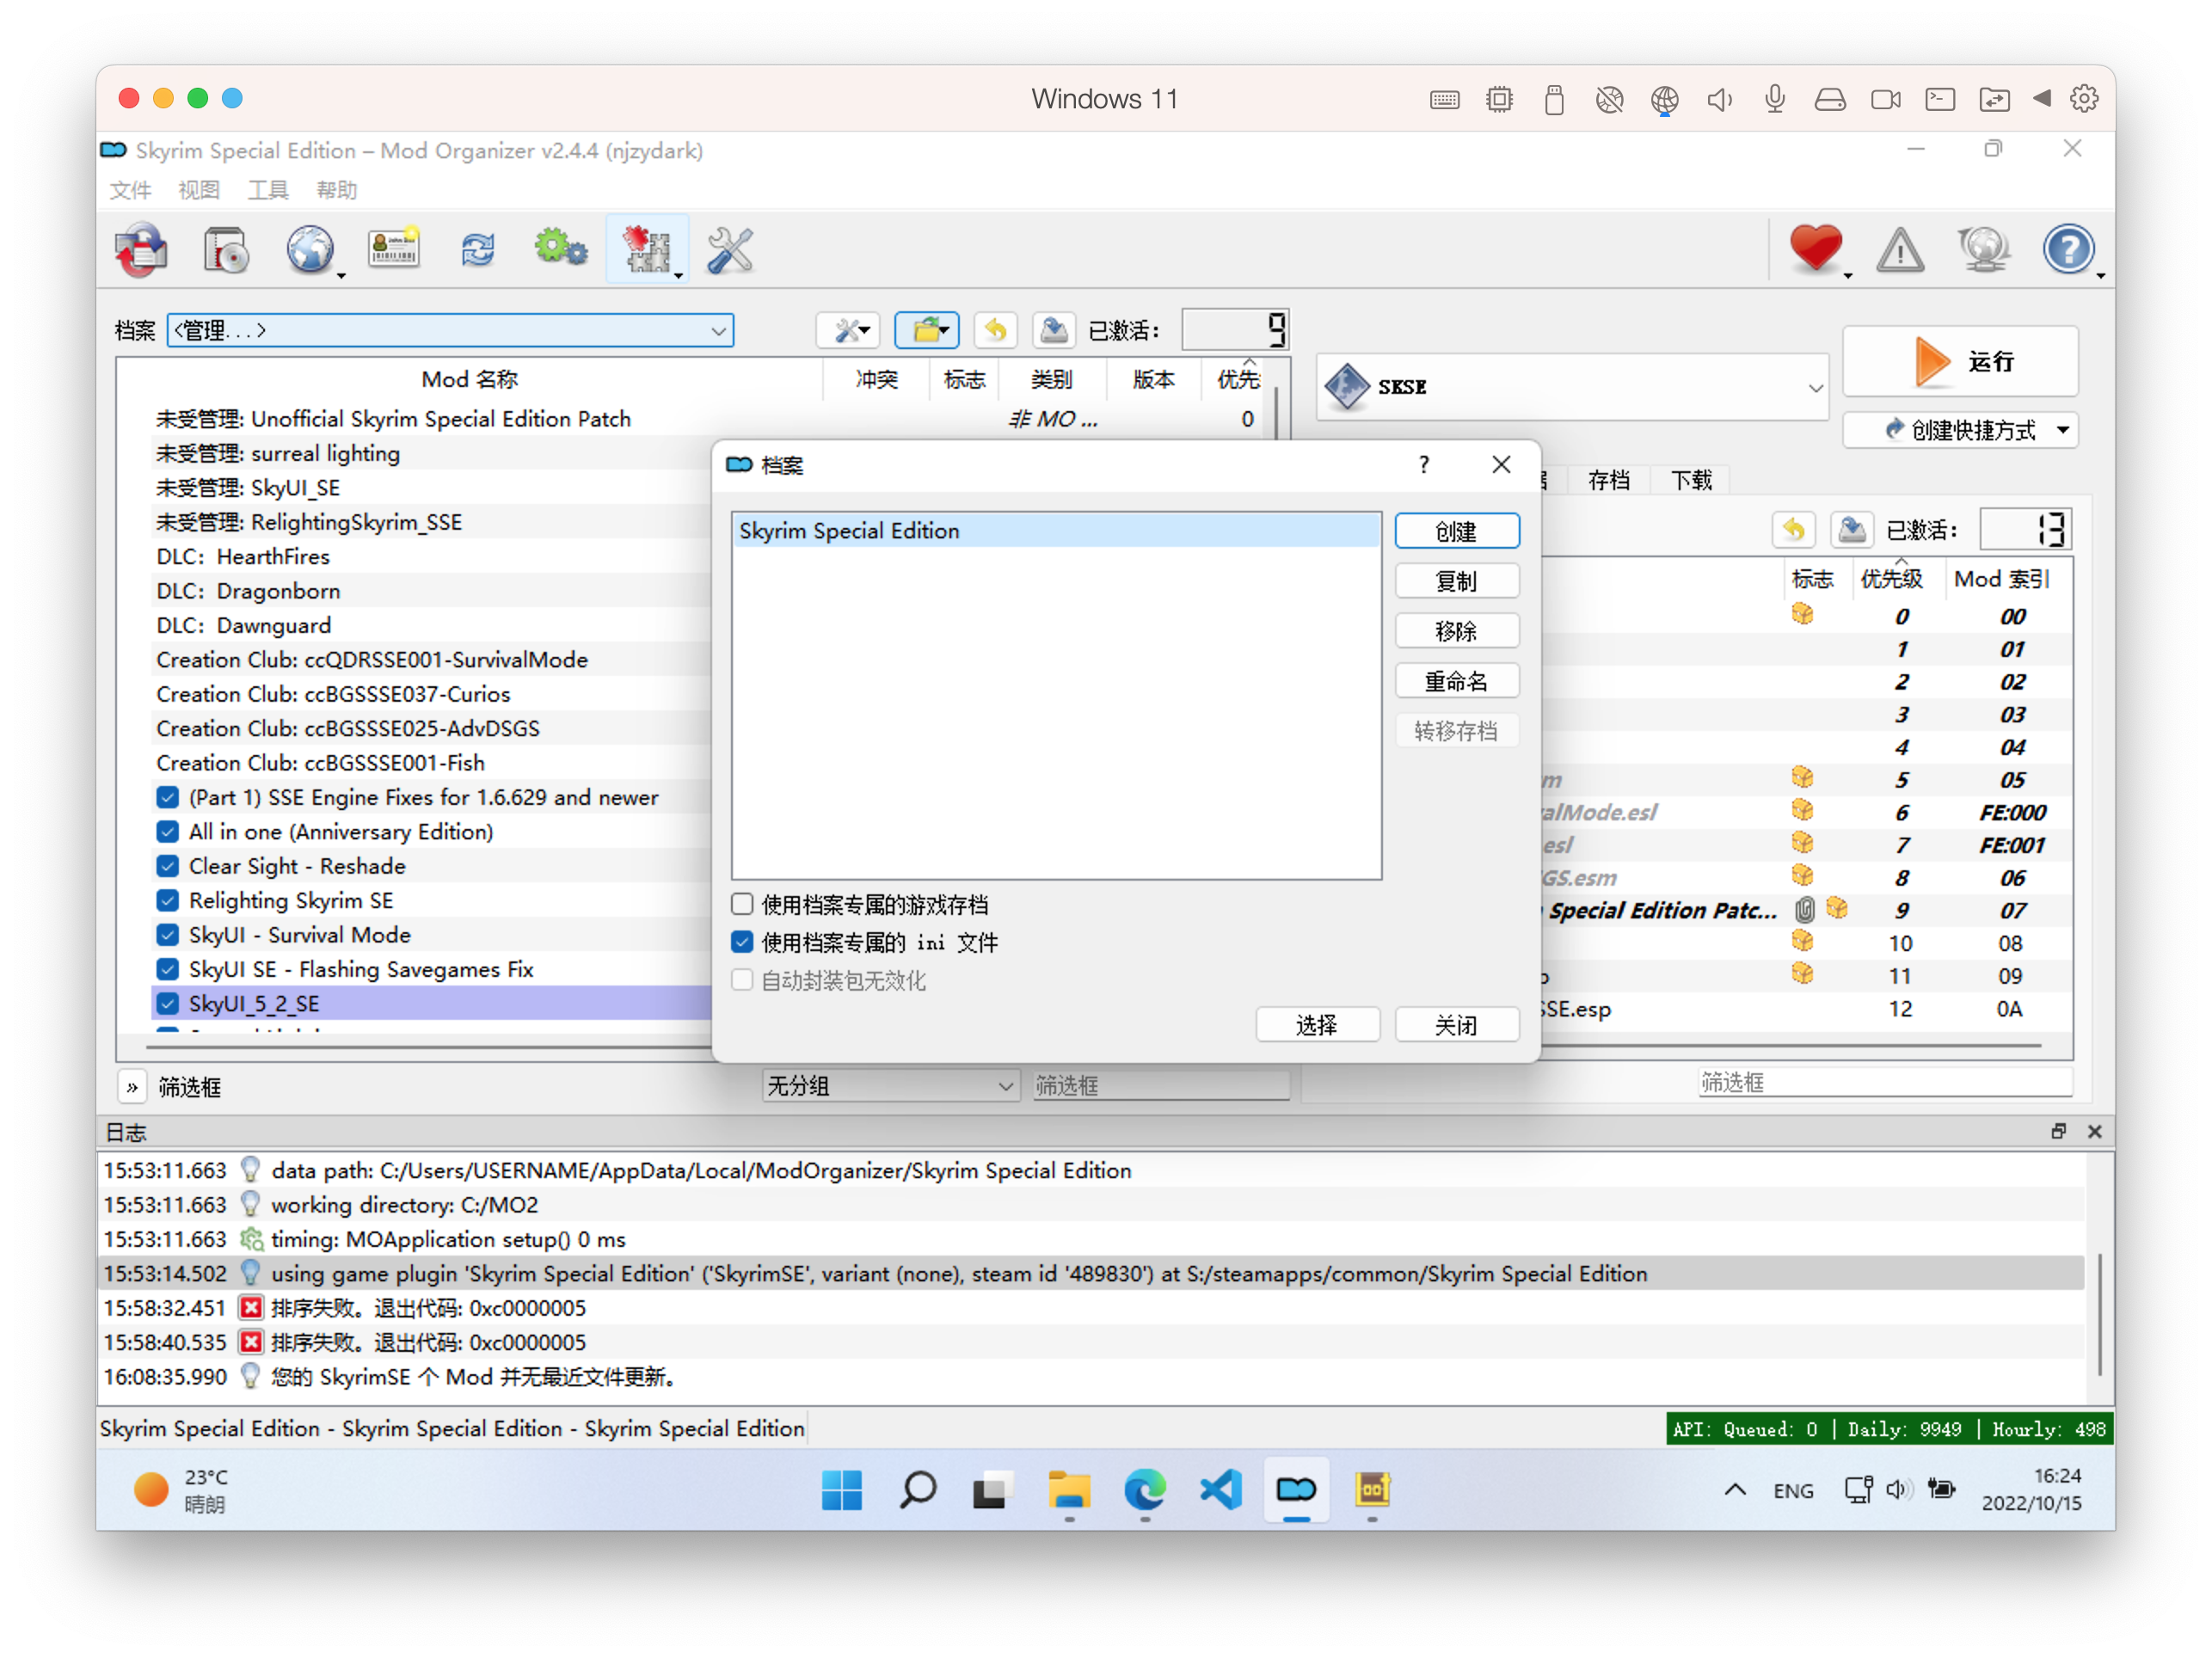 Windows 11
Skyrim Special Edition – Mod Organizer v2.4.4 (njzydark)
文件 视图 工具 帮助
档案 <管理...>
已激活: 9
Mod 名称 冲突 标志 类别 版本 优先
未受管理: Unofficial Skyrim Special Edition Patch 非 MO ... 0
未受管理: surreal lighting
未受管理: SkyUI_SE
未受管理: RelightingSkyrim_SSE
DLC: HearthFires
DLC: Dragonborn
DLC: Dawnguard
Creation Club: ccQDRSSE001-SurvivalMode
Creation Club: ccBGSSSE037-Curios
Creation Club: ccBGSSSE025-AdvDSGS
Creation Club: ccBGSSSE001-Fish
(Part 1) SSE Engine Fixes for 1.6.629 and newer
All in one (Anniversary Edition)
Clear Sight - Reshade
Relighting Skyrim SE
SkyUI - Survival Mode
SkyUI SE - Flashing Savegames Fix
SkyUI_5_2_SE
» 筛选框
无分组
筛选框
SKSE
运行
创建快捷方式
存档 下载
已激活: 13
标志 优先级 Mod 索引
0 00
1 01
2 02
3 03
4 04
m 5 05
alMode.esl 6 FE:000
esl 7 FE:001
GS.esm 8 06
Special Edition Patc... 9 07
10 08
11 09
SSE.esp 12 0A
筛选框
档案
?
Skyrim Special Edition
创建
复制
移除
重命名
转移存档
使用档案专属的游戏存档
使用档案专属的 ini 文件
自动封装包无效化
选择
关闭
日志
15:53:11.663 data path: C:/Users/USERNAME/AppData/Local/ModOrganizer/Skyrim Special Edition
15:53:11.663 working directory: C:/MO2
15:53:11.663 timing: MOApplication setup() 0 ms
15:53:14.502 using game plugin 'Skyrim Special Edition' ('SkyrimSE', variant (none), steam id '489830') at S:/steamapps/common/Skyrim Special Edition
15:58:32.451 排序失败。退出代码: 0xc0000005
15:58:40.535 排序失败。退出代码: 0xc0000005
16:08:35.990 您的 SkyrimSE 个 Mod 并无最近文件更新。
Skyrim Special Edition - Skyrim Special Edition - Skyrim Special Edition
API: Queued: 0 | Daily: 9949 | Hourly: 498
23°C
晴朗
ENG
16:24
2022/10/15